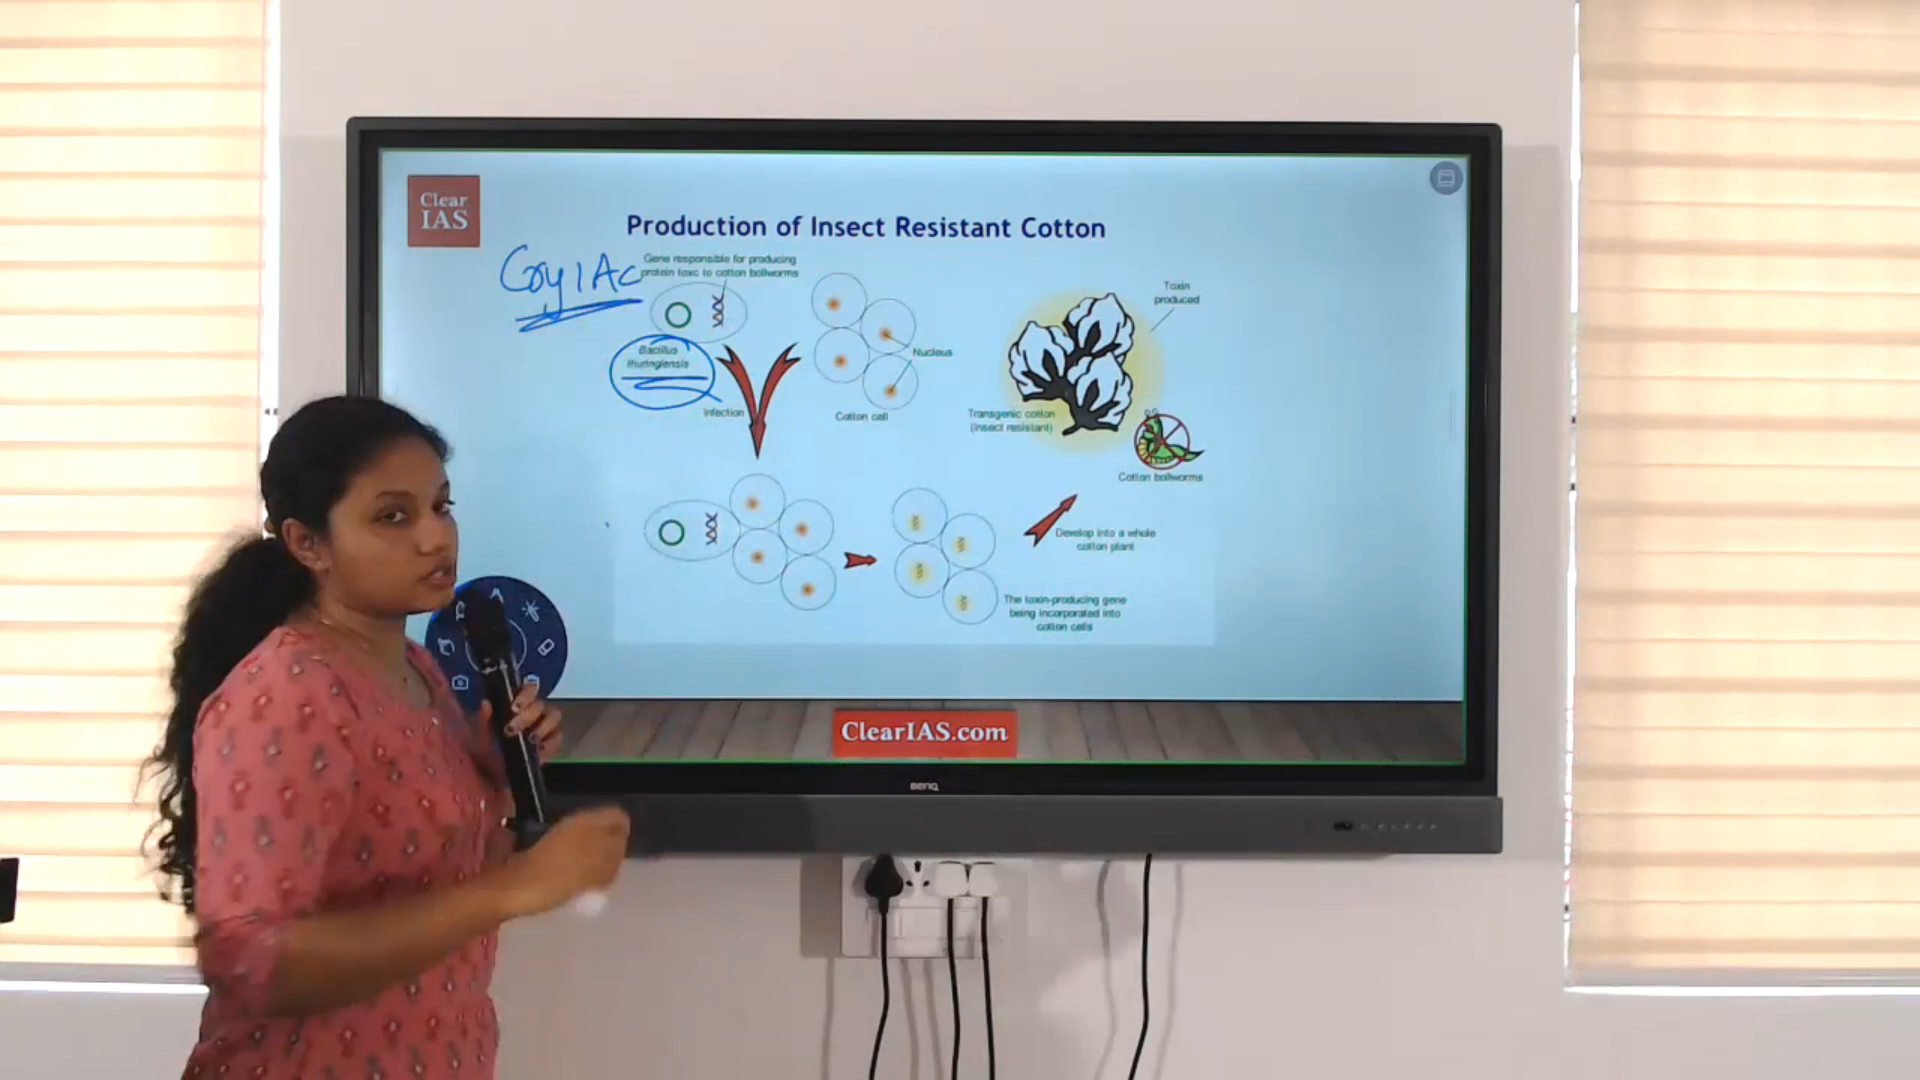 Clear
IAS
Production of Insect Resistant Cotton
Cry1Ac
Gene responsible for producing
protein toxc to cotton bollworms
Toxin
produced
Bacillus
thuringiensis
Nucleus
Infection
Cotton cell
Transgenic cotton
(insect resistant)
Cotton bollworms
Develop into a whole
cotton plant
The toxin-producing gene
being incorporated into
cotton cells
ClearIAS.com
BenQ